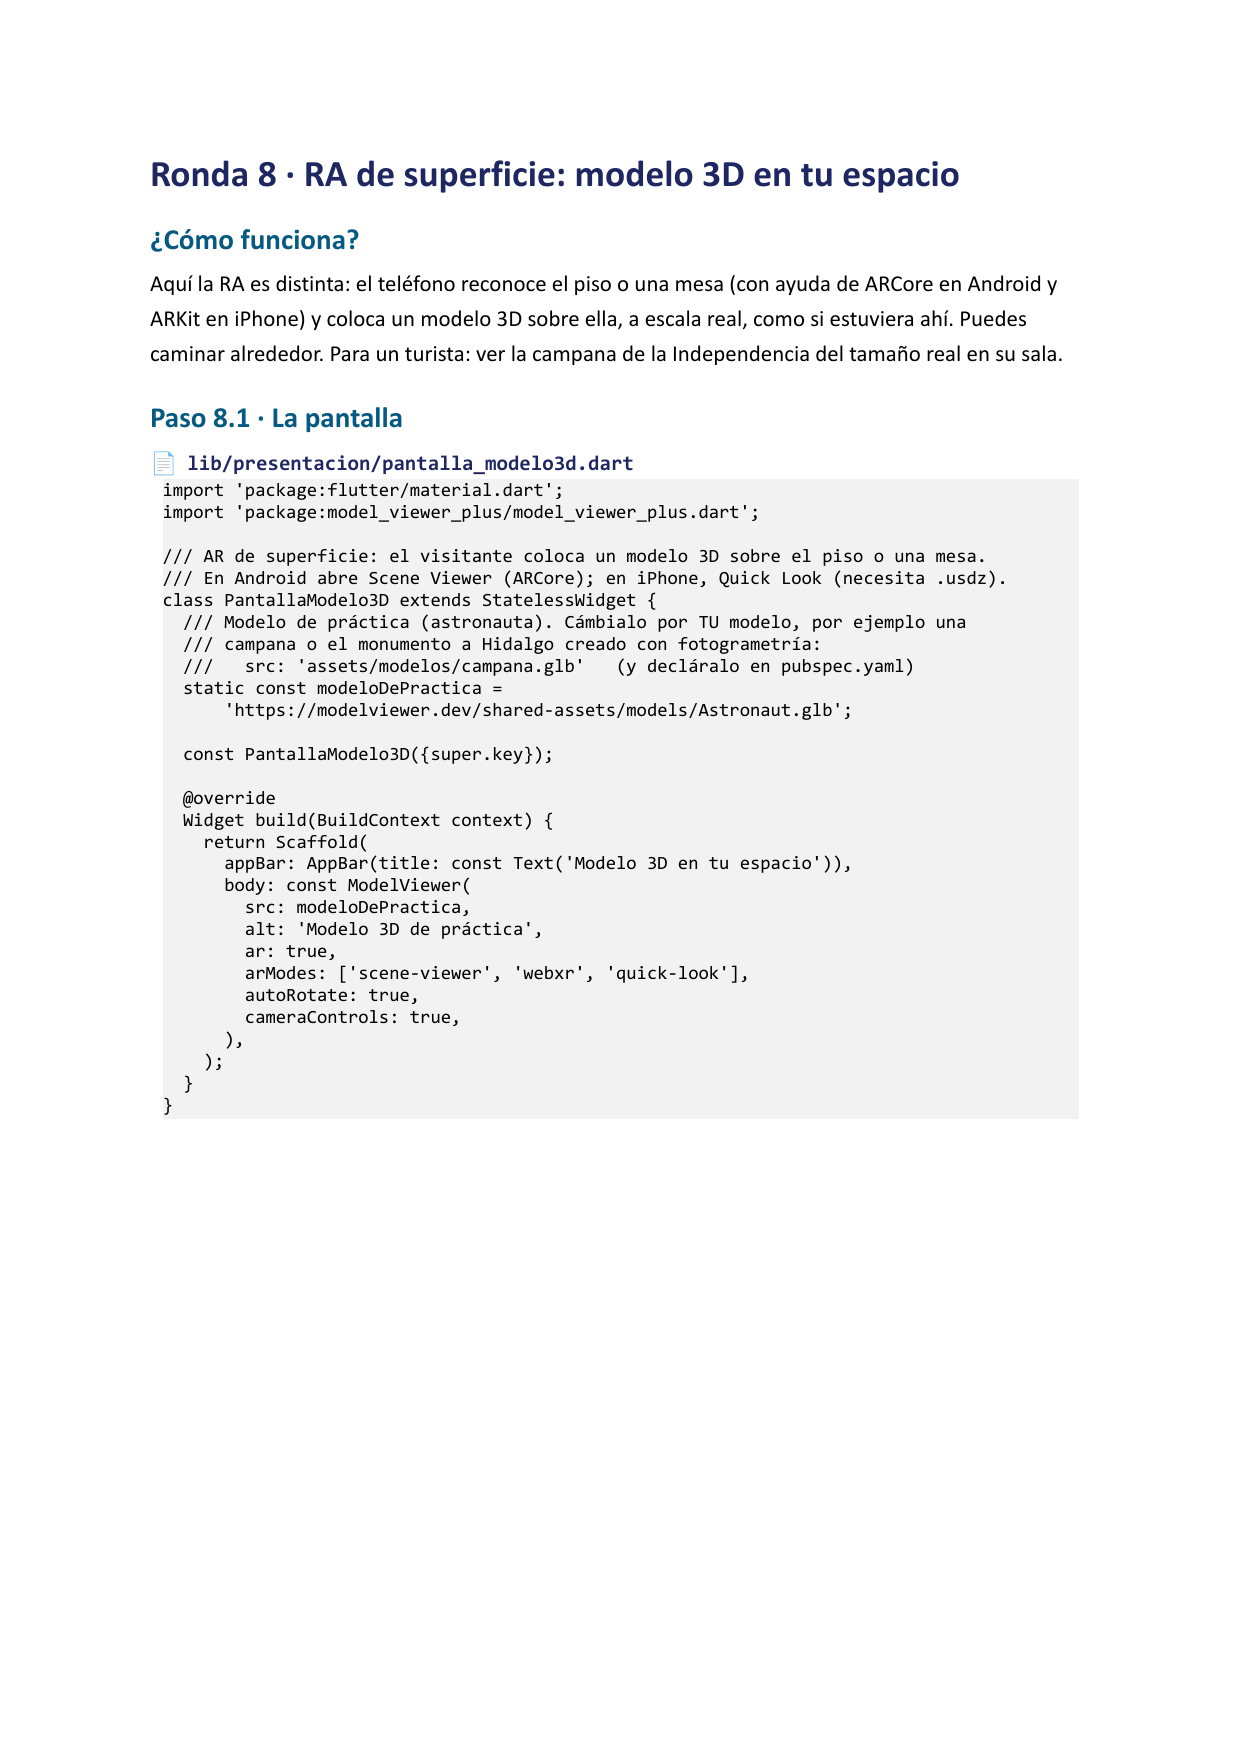 Ronda 8 · RA de superficie: modelo 3D en tu espacio
¿Cómo funciona?
Aquí la RA es distinta: el teléfono reconoce el piso o una mesa (con ayuda de ARCore en Android y
ARKit en iPhone) y coloca un modelo 3D sobre ella, a escala real, como si estuviera ahí. Puedes
caminar alrededor. Para un turista: ver la campana de la Independencia del tamaño real en su sala.
Paso 8.1 · La pantalla
📄 lib/presentacion/pantalla_modelo3d.dart
import 'package:flutter/material.dart';
import 'package:model_viewer_plus/model_viewer_plus.dart';

/// AR de superficie: el visitante coloca un modelo 3D sobre el piso o una mesa.
/// En Android abre Scene Viewer (ARCore); en iPhone, Quick Look (necesita .usdz).
class PantallaModelo3D extends StatelessWidget {
  /// Modelo de práctica (astronauta). Cámbialo por TU modelo, por ejemplo una
  /// campana o el monumento a Hidalgo creado con fotogrametría:
  ///   src: 'assets/modelos/campana.glb'   (y decláralo en pubspec.yaml)
  static const modeloDePractica =
      'https://modelviewer.dev/shared-assets/models/Astronaut.glb';

  const PantallaModelo3D({super.key});

  @override
  Widget build(BuildContext context) {
    return Scaffold(
      appBar: AppBar(title: const Text('Modelo 3D en tu espacio')),
      body: const ModelViewer(
        src: modeloDePractica,
        alt: 'Modelo 3D de práctica',
        ar: true,
        arModes: ['scene-viewer', 'webxr', 'quick-look'],
        autoRotate: true,
        cameraControls: true,
      ),
    );
  }
}